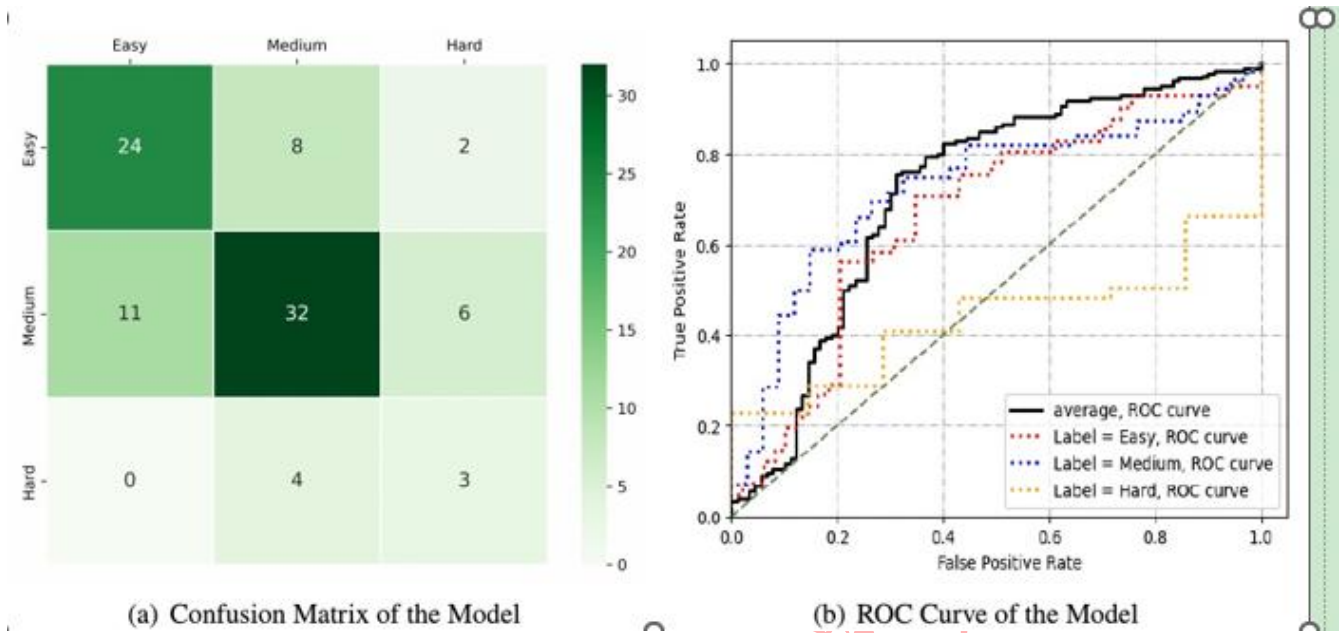 Easy Medium Hard
Easy 24 8 2
Medium 11 32 6
Hard 0 4 3
30
25
20
15
10
5
0
(a) Confusion Matrix of the Model
True Positive Rate
1.0
0.8
0.6
0.4
0.2
0.0
average, ROC curve
Label = Easy, ROC curve
Label = Medium, ROC curve
Label = Hard, ROC curve
0.0 0.2 0.4 0.6 0.8 1.0
False Positive Rate
(b) ROC Curve of the Model